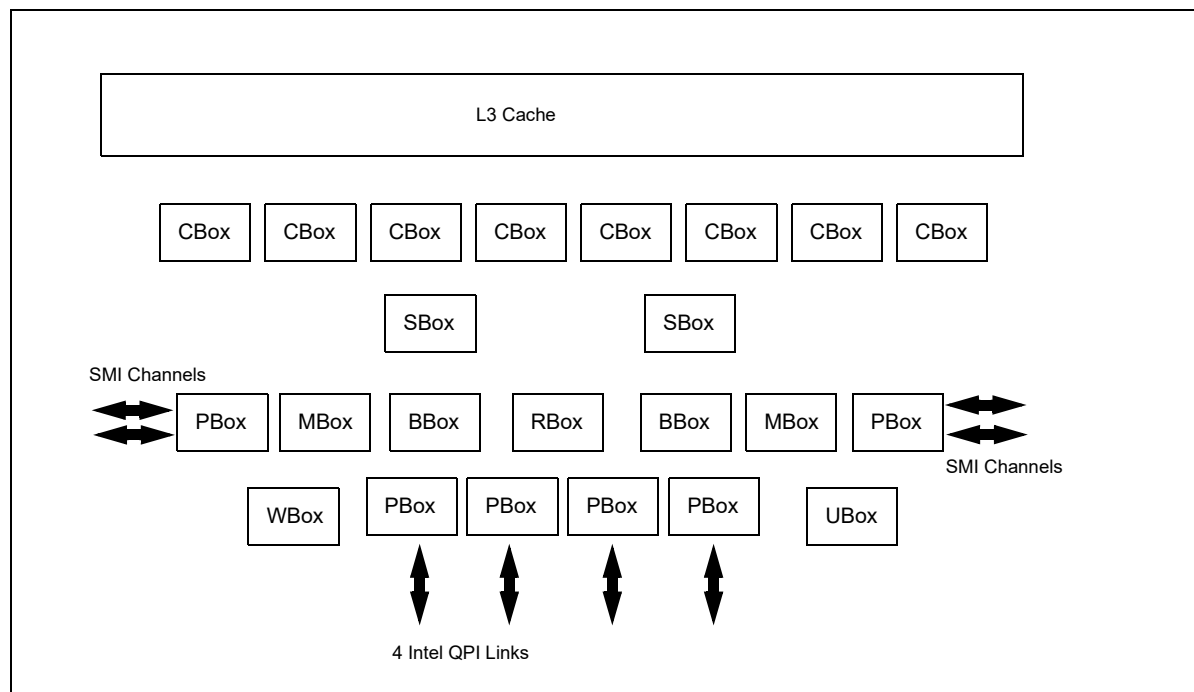 L3 Cache
CBox CBox CBox CBox CBox CBox CBox CBox
SBox SBox
SMI Channels
PBox MBox BBox RBox BBox MBox PBox
SMI Channels
WBox PBox PBox PBox PBox UBox
4 Intel QPI Links